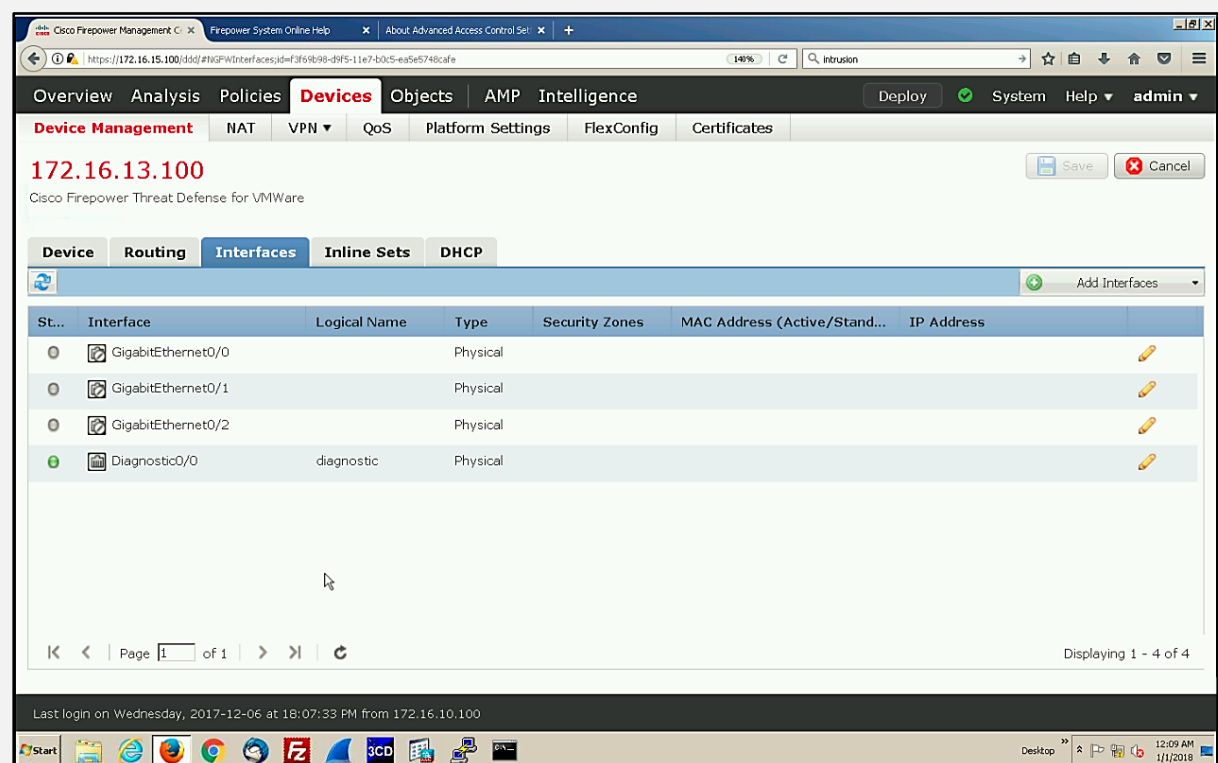 Cisco Firepower Management C Firepower System Online Help About Advanced Access Control Set
https://172.16.15.100/ddd/#NGFWInterfaces;id=f3f69b98-d9f5-11e7-b0c5-ea5e5748cafe 140% intrusion
Overview Analysis Policies Devices Objects AMP Intelligence Deploy System Help admin
Device Management NAT VPN QoS Platform Settings FlexConfig Certificates
172.16.13.100 Save Cancel
Cisco Firepower Threat Defense for VMWare
Device Routing Interfaces Inline Sets DHCP
Add Interfaces
St... Interface Logical Name Type Security Zones MAC Address (Active/Stand... IP Address
GigabitEthernet0/0 Physical
GigabitEthernet0/1 Physical
GigabitEthernet0/2 Physical
Diagnostic0/0 diagnostic Physical
Page 1 of 1 Displaying 1 - 4 of 4
Last login on Wednesday, 2017-12-06 at 18:07:33 PM from 172.16.10.100
Start 3CD Desktop 12:09 AM
1/1/2018